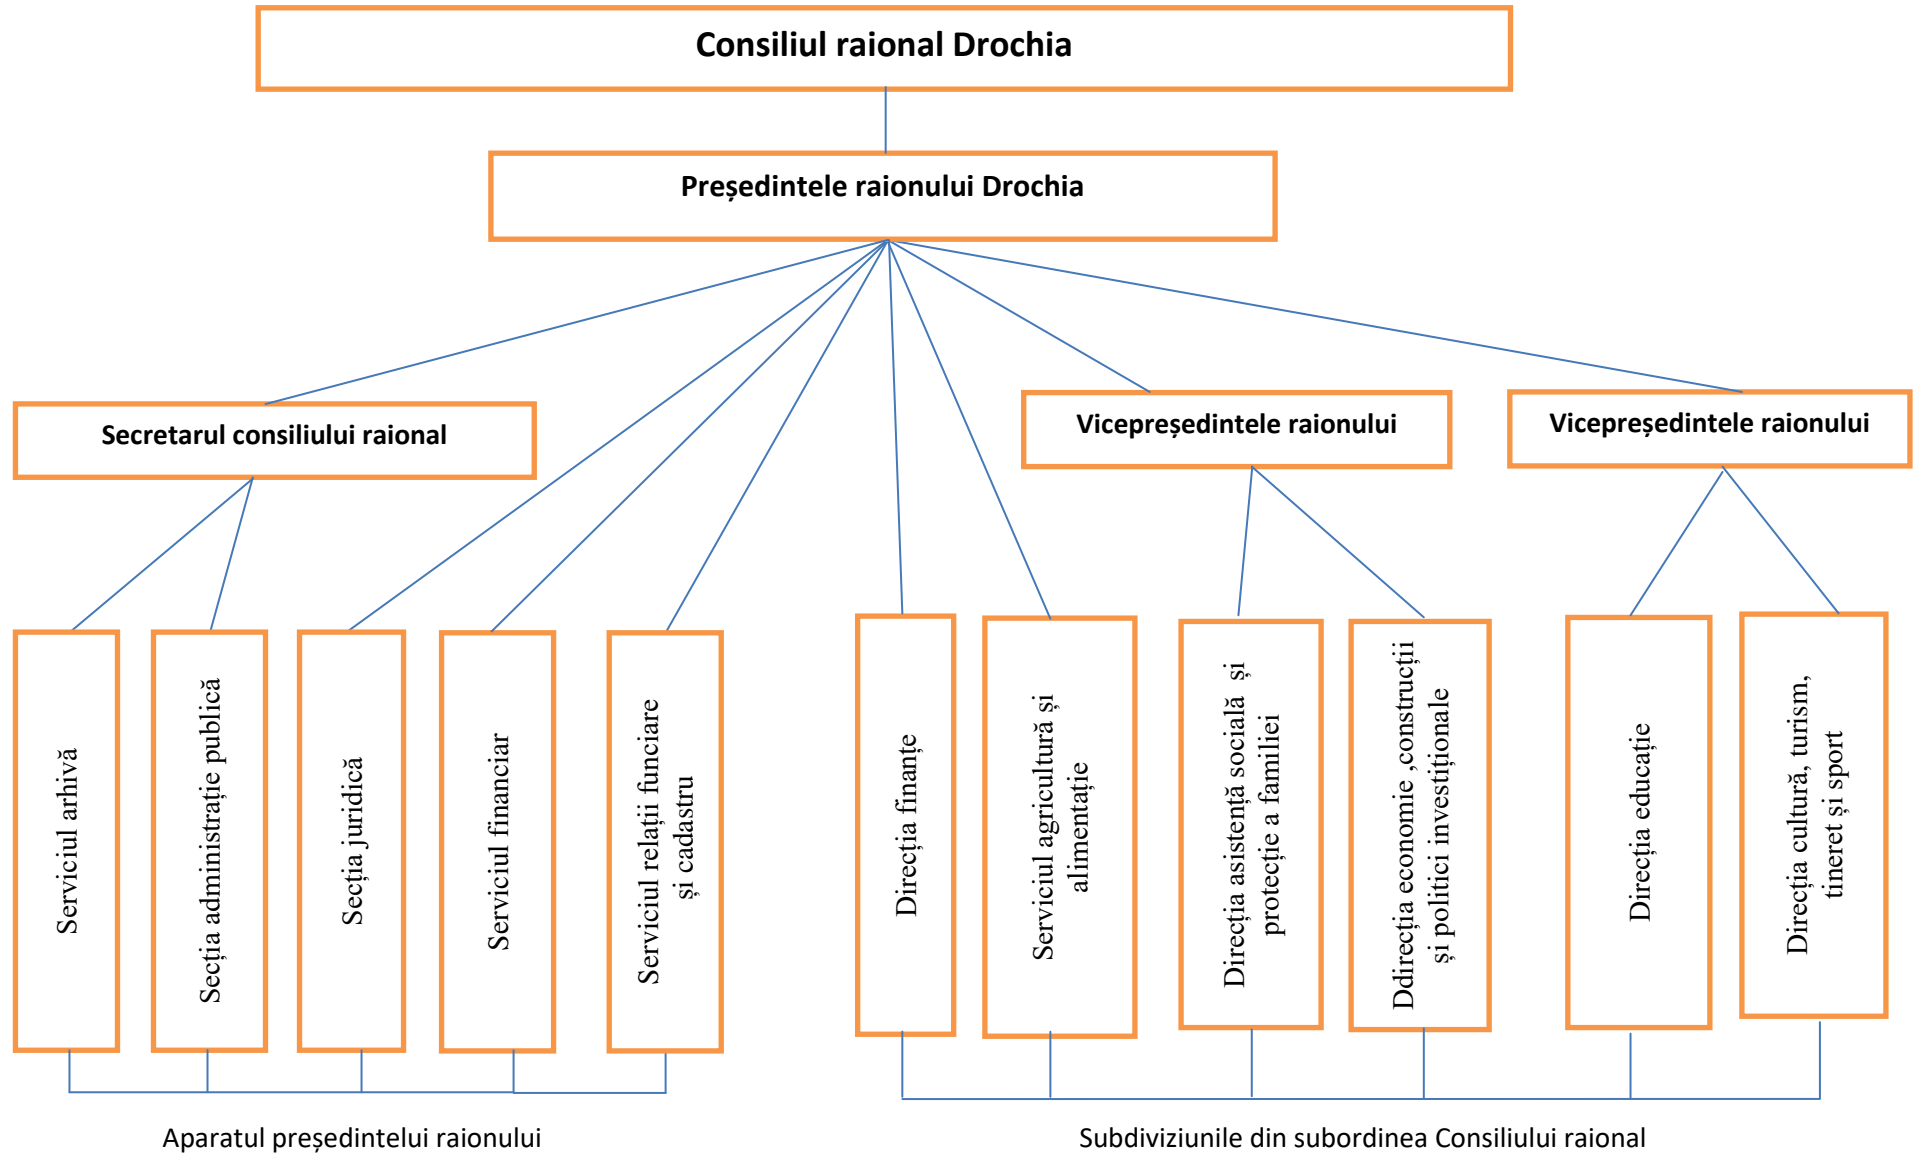 Consiliul raional Drochia
Președintele raionului Drochia
Secretarul consiliului raional
Vicepreședintele raionului
Vicepreședintele raionului
Serviciul arhivă
Secția administrație publică
Secția juridică
Serviciul financiar
Serviciul relații funciare
și cadastru
Direcția finanțe
Serviciul agricultură și
alimentație
Direcția asistență socială și
protecție a familiei
Ddirecția economie ,construcții
și politici investiționale
Direcția educație
Direcția cultură, turism,
tineret și sport
Aparatul președintelui raionului
Subdiviziunile din subordinea Consiliului raional